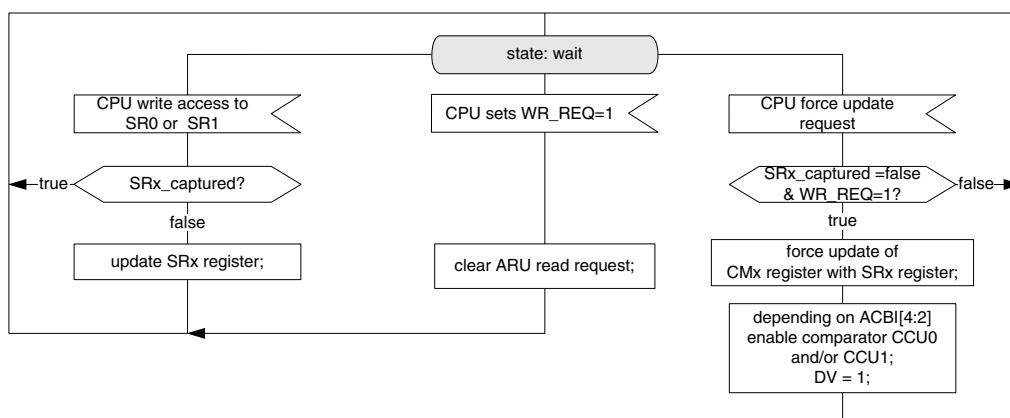 state: wait
CPU write access to
SR0 or SR1
CPU sets WR_REQ=1
CPU force update
request
true
SRx_captured?
SRx_captured =false
& WR_REQ=1?
false
false
true
update SRx register;
clear ARU read request;
force update of
CMx register with SRx register;
depending on ACBI[4:2]
enable comparator CCU0
and/or CCU1;
DV = 1;